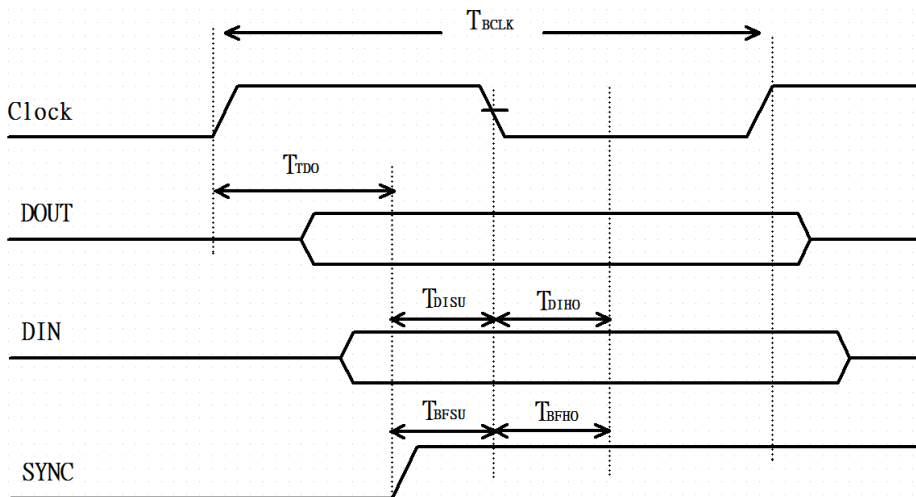 TBCLK
Clock
TTDO
DOUT
TDISU TDIHO
DIN
TBFSU TBFHO
SYNC